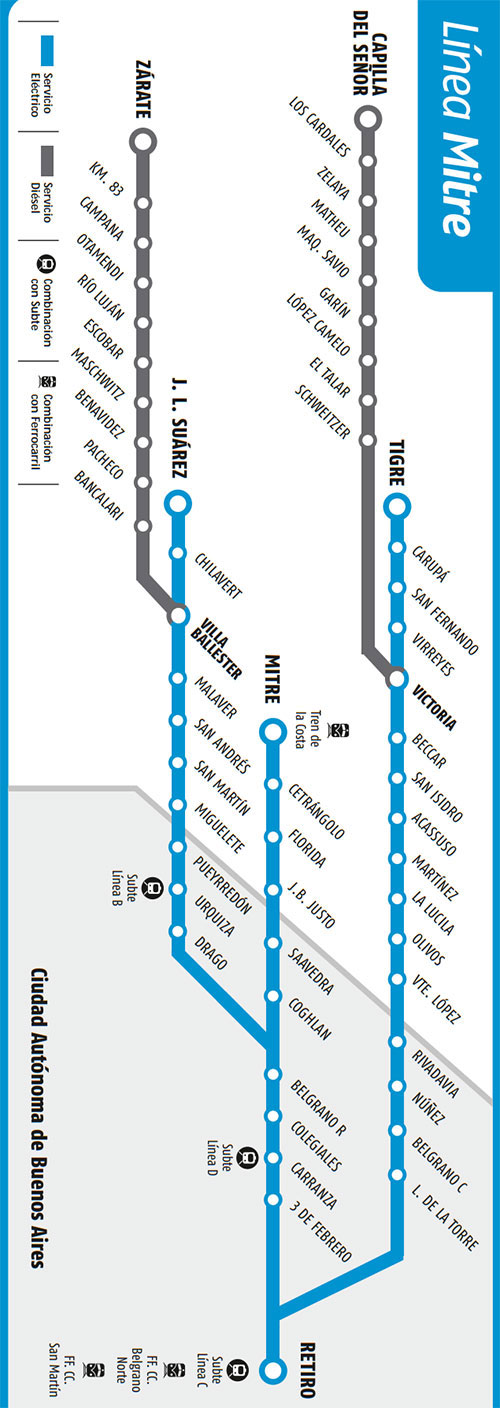 Línea Mitre
Servicio
Eléctrico
Servicio
Diésel
Combinación
con Subte
Combinación
con Ferrocarril
CAPILLA
DEL SEÑOR
LOS CARDALES
ZELAYA
MATHEU
MAQ. SAVIO
GARÍN
LÓPEZ CAMELO
EL TALAR
SCHWEITZER
TIGRE
CARUPÁ
SAN FERNANDO
VIRREYES
VICTORIA
BECCAR
SAN ISIDRO
ACASSUSO
MARTÍNEZ
LA LUCILA
OLIVOS
VTE. LÓPEZ
RIVADAVIA
NÚÑEZ
BELGRANO C
L. DE LA TORRE
MITRE
Tren de
la Costa
CETRÁNGOLO
FLORIDA
J.B. JUSTO
SAAVEDRA
COGHLAN
BELGRANO R
COLEGIALES
CARRANZA
Subte
Línea D
3 DE FEBRERO
RETIRO
Subte
Línea C
FF. CC.
Belgrano
Norte
FF. CC.
San Martín
ZÁRATE
KM. 83
CAMPANA
OTAMENDI
RÍO LUJÁN
ESCOBAR
MASCHWITZ
BENAVIDEZ
PACHECO
BANCALARI
J. L. SUÁREZ
CHILAVERT
VILLA
BALLESTER
MALAVER
SAN ANDRÉS
SAN MARTÍN
MIGUELETE
PUEYRREDÓN
URQUIZA
Subte
Línea B
DRAGO
Ciudad Autónoma de Buenos Aires